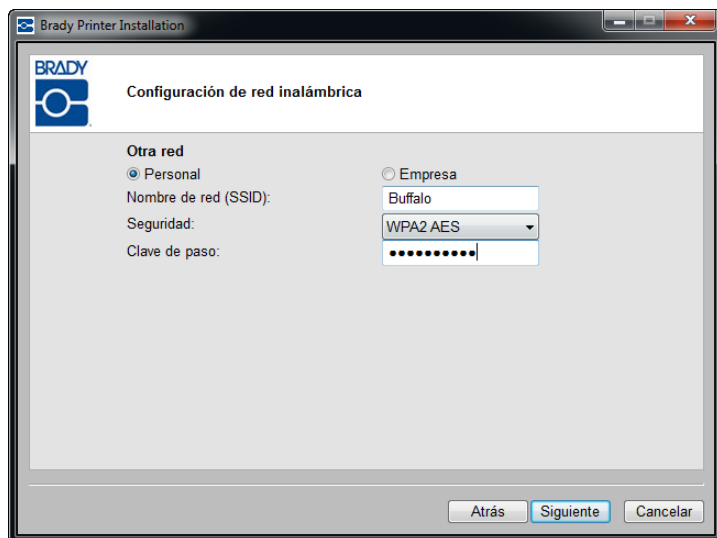 Brady Printer Installation
BRADY
Configuración de red inalámbrica
Otra red
Personal Empresa
Nombre de red (SSID): Buffalo
Seguridad: WPA2 AES
Clave de paso: ●●●●●●●●●●
Atrás Siguiente Cancelar